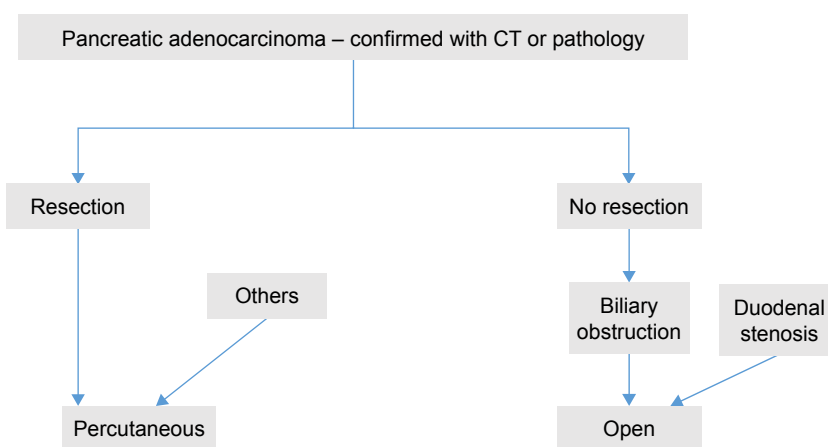 Pancreatic adenocarcinoma – confirmed with CT or pathology
Resection
No resection
Others
Biliary
obstruction
Duodenal
stenosis
Percutaneous
Open